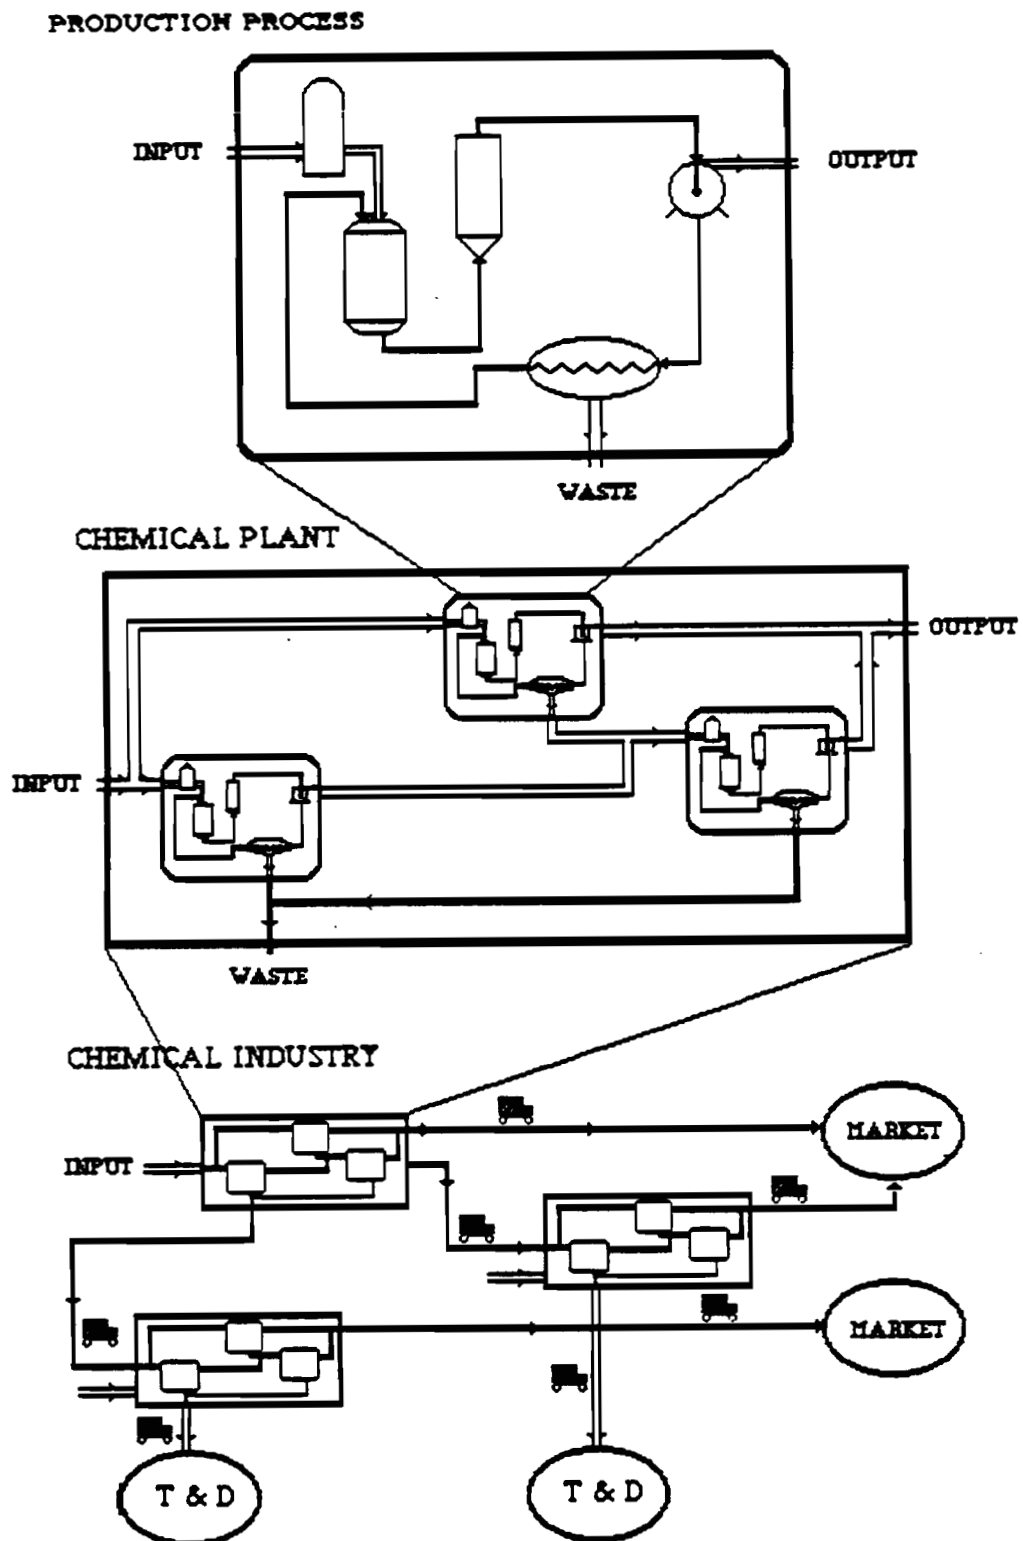 PRODUCTION PROCESS
INPUT
OUTPUT
WASTE
CHEMICAL PLANT
OUTPUT
INPUT
WASTE
CHEMICAL INDUSTRY
MARKET
INPUT
MARKET
T & D
T & D